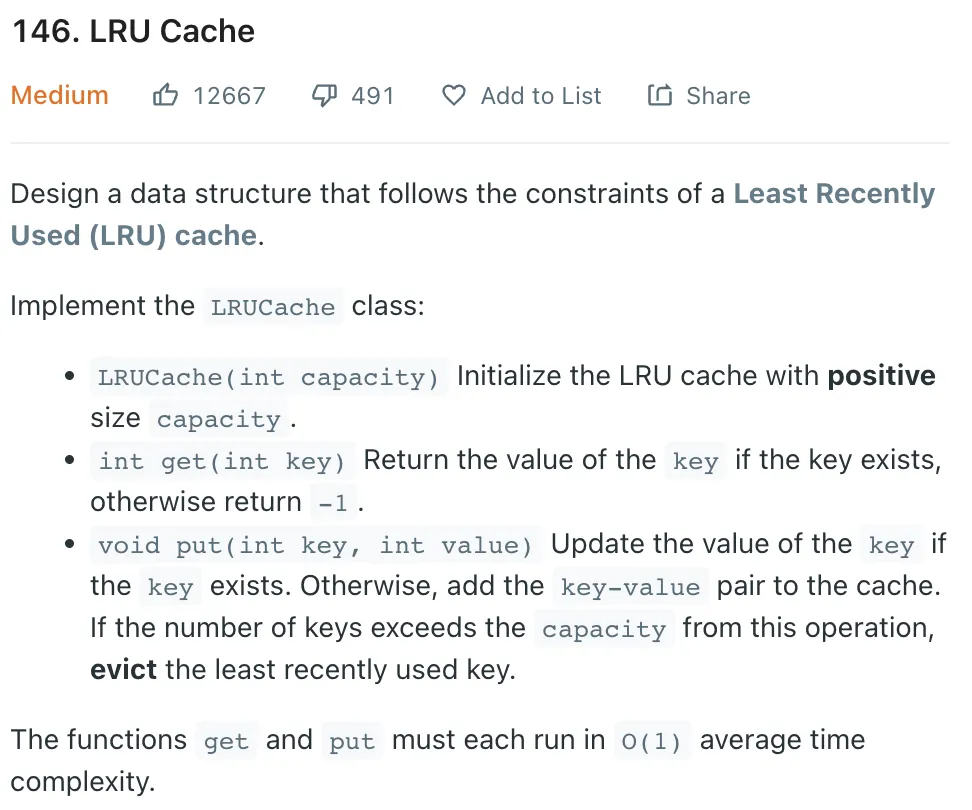 146. LRU Cache
Medium 12667 491 Add to List Share
Design a data structure that follows the constraints of a Least Recently
Used (LRU) cache.
Implement the LRUCache class:
• LRUCache(int capacity) Initialize the LRU cache with positive
size capacity.
• int get(int key) Return the value of the key if the key exists,
otherwise return -1.
• void put(int key, int value) Update the value of the key if
the key exists. Otherwise, add the key-value pair to the cache.
If the number of keys exceeds the capacity from this operation,
evict the least recently used key.
The functions get and put must each run in O(1) average time
complexity.